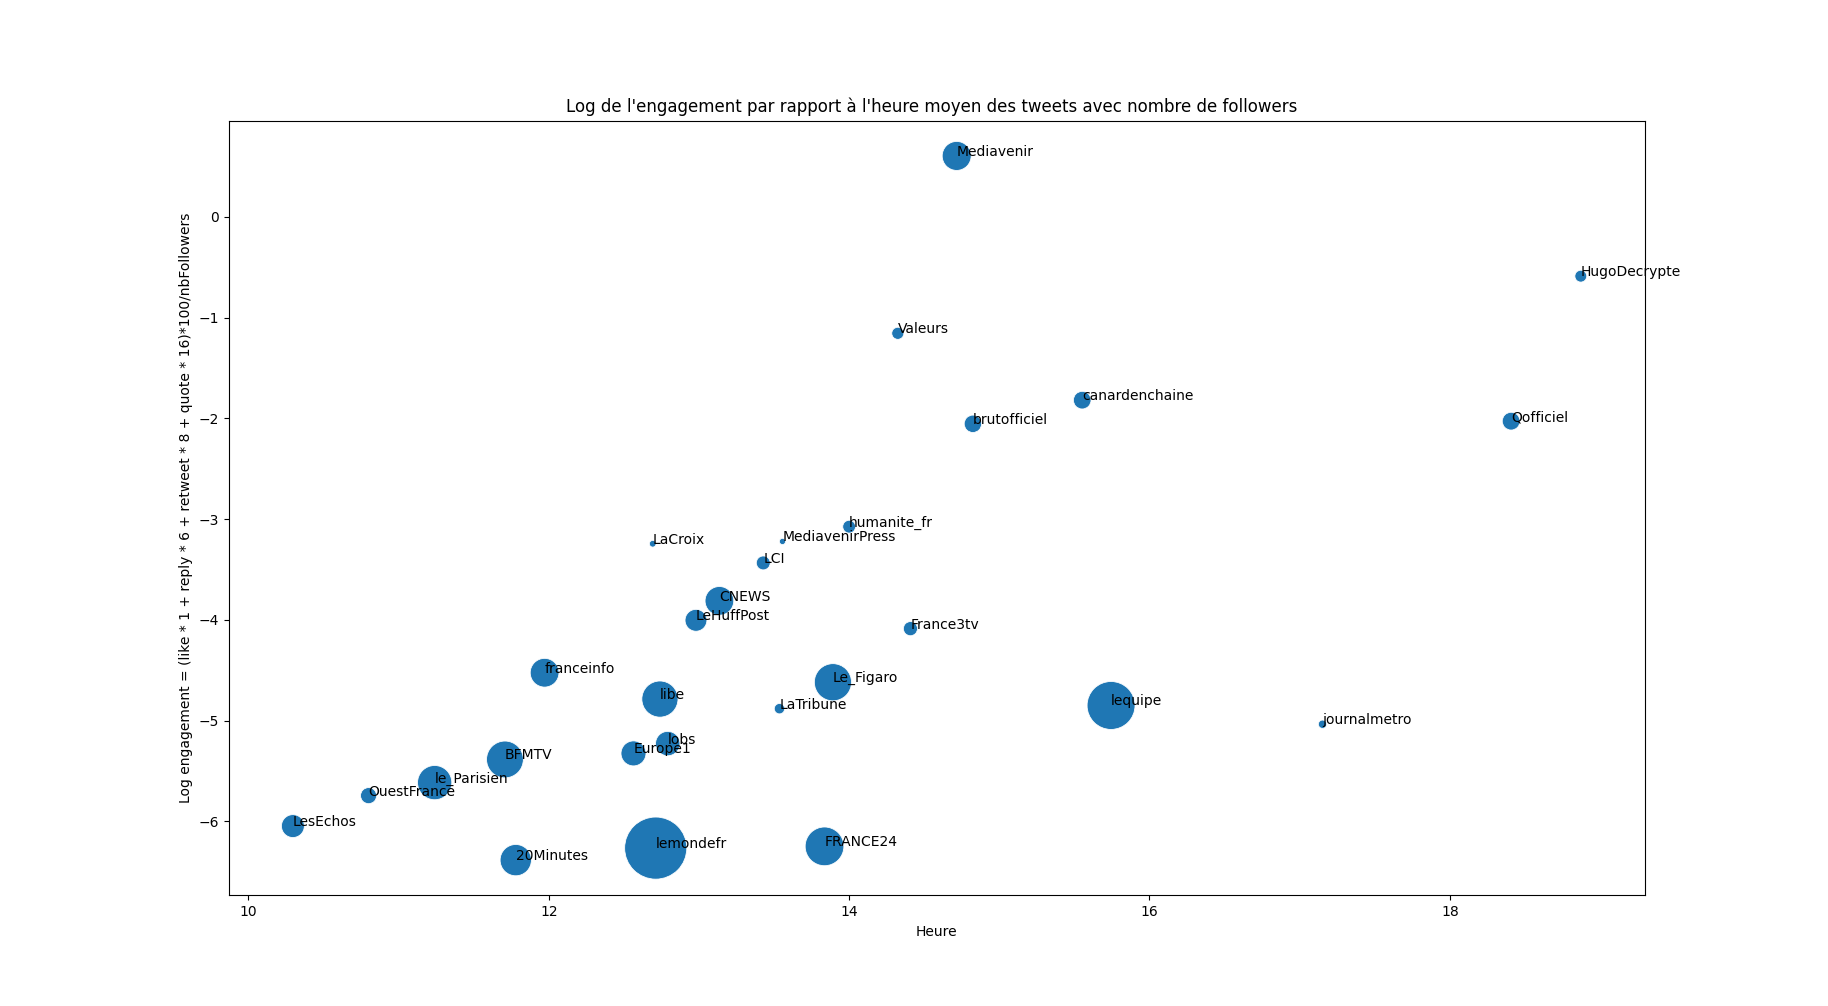 Log de l'engagement par rapport à l'heure moyen des tweets avec nombre de followers
Log engagement = (like * 1 + reply * 6 + retweet * 8 + quote * 16)*100/nbFollowers
0
−1
−2
−3
−4
−5
−6
Mediavenir
HugoDecrypte
Valeurs
canardenchaine
brutofficiel
Qofficiel
humanite_fr
MediavenirPress
LaCroix
LCI
CNEWS
LeHuffPost
France3tv
franceinfo
Le_Figaro
libe
lequipe
LaTribune
journalmetro
lobs
Europe1
BFMTV
le_Parisien
OuestFrance
LesEchos
lemondefr
FRANCE24
20Minutes
10
12
14
16
18
Heure